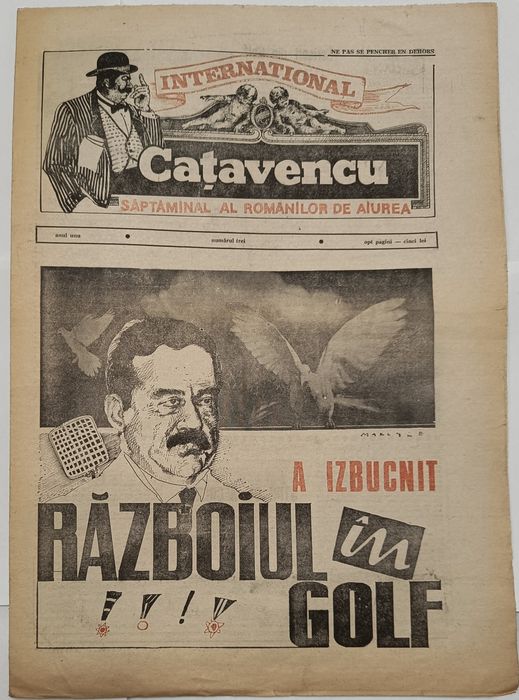 NE PAS SE PENCHER EN DEHORS
INTERNAȚIONAL
Cațavencu
SĂPTĂMÎNAL AL ROMÂNILOR DE AIUREA
anul unu • numărul trei • opt pagini — cinci lei
A IZBUCNIT
RĂZBOIUL în
GOLF
! ! ! !